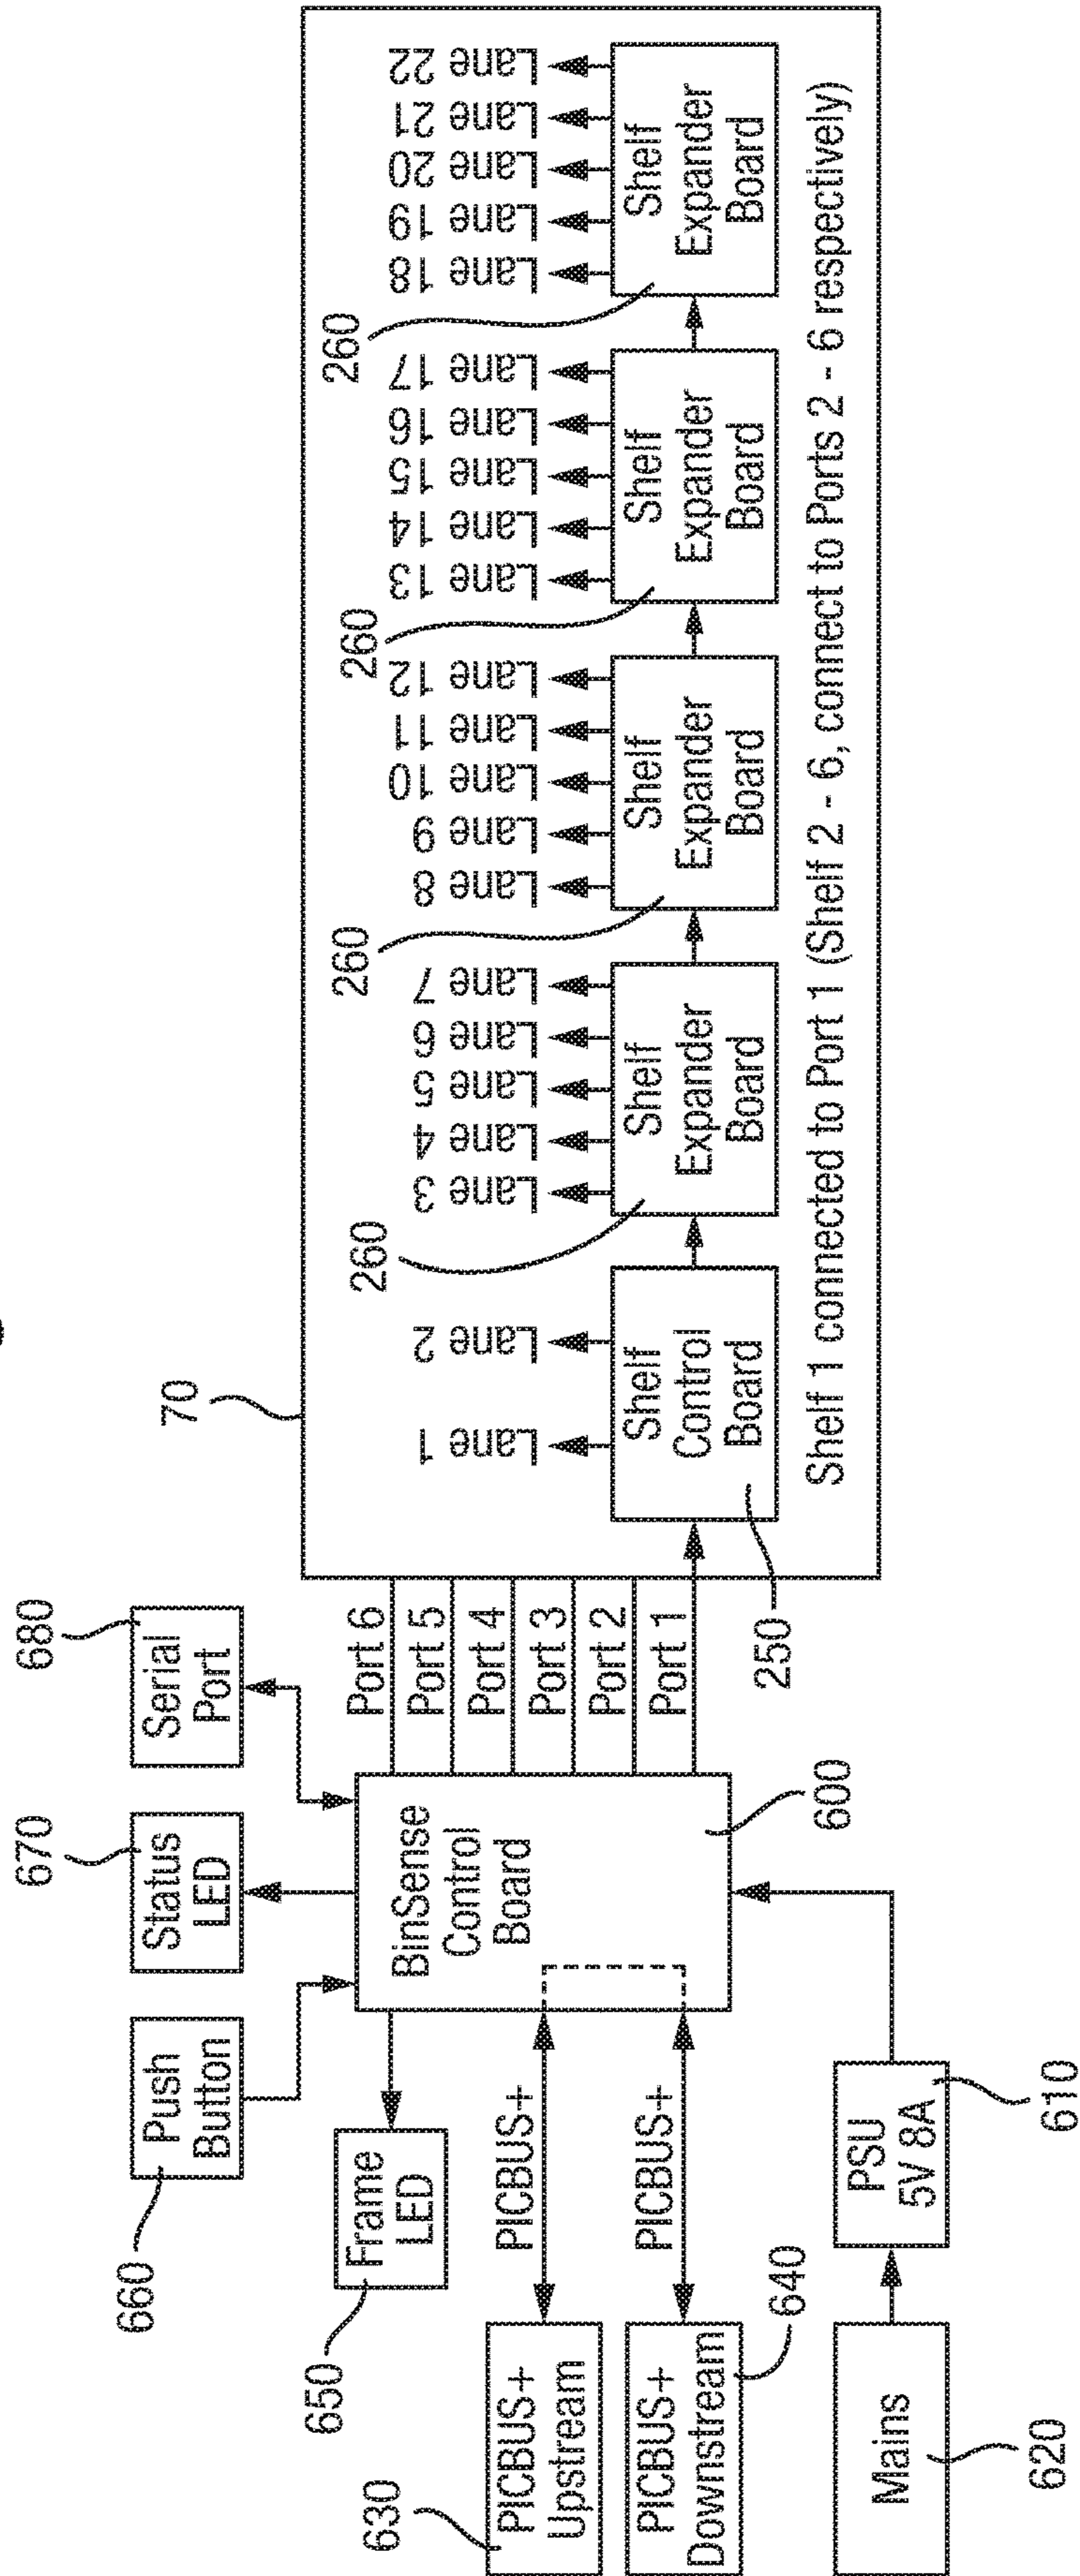 680
Serial
Port
670
Status
LED
Push
Button
660
Frame
LED
650
BinSense
Control
Board
600
PICBUS+
PICBUS+
PICBUS+
Upstream
630
PICBUS+
Downstream
640
PSU
5V 8A
610
Mains
620
Port 6
Port 5
Port 4
Port 3
Port 2
Port 1
70
Lane 1
Lane 2
Lane 3
Lane 4
Lane 5
Lane 6
Lane 7
Lane 8
Lane 9
Lane 10
Lane 11
Lane 12
Lane 13
Lane 14
Lane 15
Lane 16
Lane 17
Lane 18
Lane 19
Lane 20
Lane 21
Lane 22
260
260
260
260
Shelf
Control
Board
Shelf
Expander
Board
Shelf
Expander
Board
Shelf
Expander
Board
Shelf
Expander
Board
250
Shelf 1 connected to Port 1 (Shelf 2 - 6, connect to Ports 2 - 6 respectively)